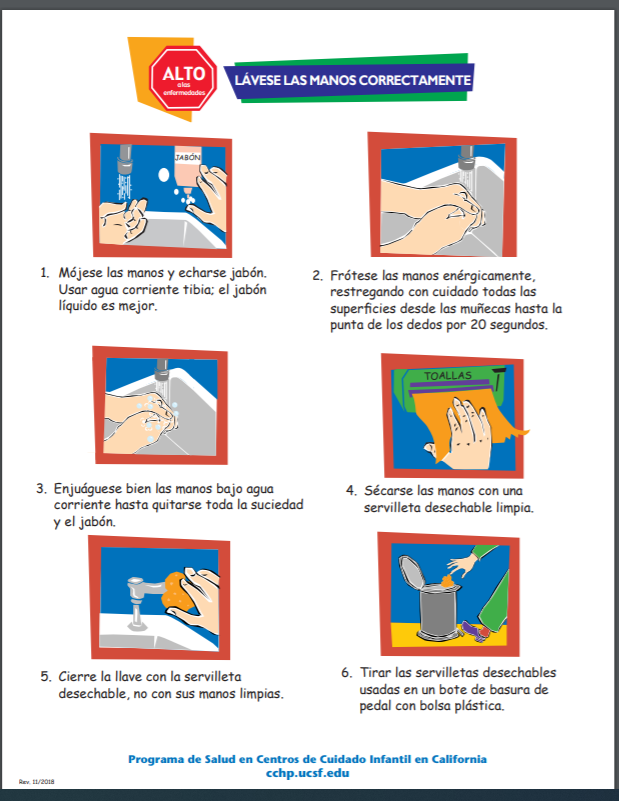 ALTO
a las
enfermedades
LÁVESE LAS MANOS CORRECTAMENTE
JABÓN
1. Mójese las manos y echarse jabón.
Usar agua corriente tibia; el jabón
líquido es mejor.
2. Frótese las manos enérgicamente,
restregando con cuidado todas las
superficies desde las muñecas hasta la
punta de los dedos por 20 segundos.
3. Enjuáguese bien las manos bajo agua
corriente hasta quitarse toda la suciedad
y el jabón.
TOALLAS
4. Sécarse las manos con una
servilleta desechable limpia.
5. Cierre la llave con la servilleta
desechable, no con sus manos limpias.
6. Tirar las servilletas desechables
usadas en un bote de basura de
pedal con bolsa plástica.
Programa de Salud en Centros de Cuidado Infantil en California
cchp.ucsf.edu
Rev. 11/2018